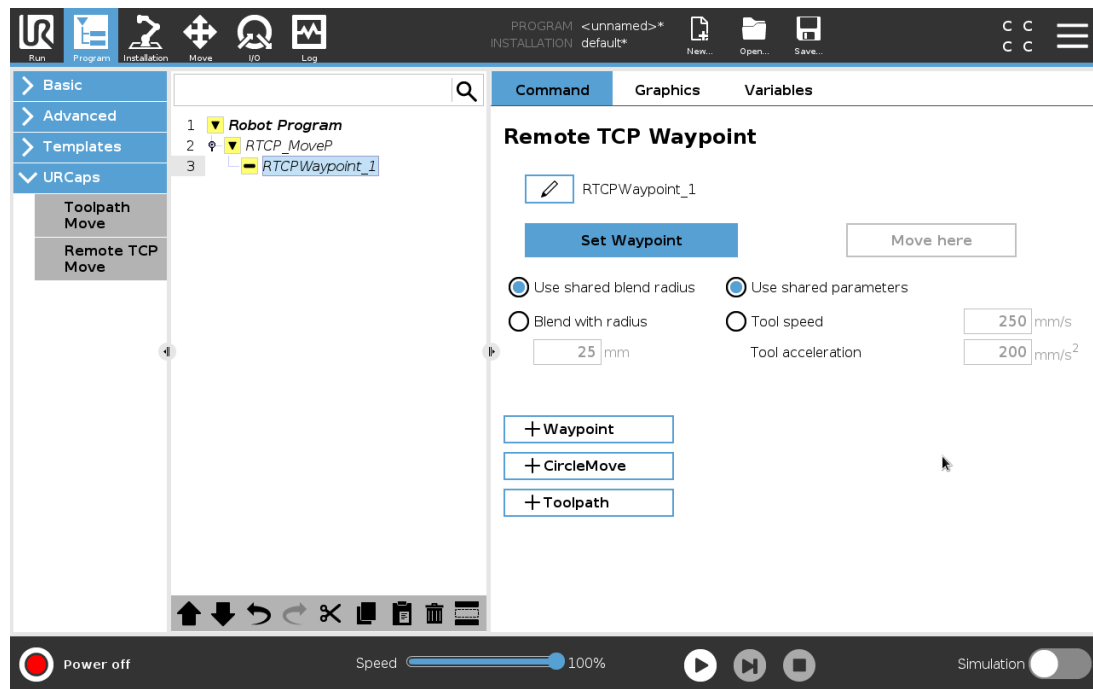 UR
PROGRAM <unnamed>*
INSTALLATION default*
C C
C C
Run Program Installation Move I/O Log New... Open... Save...
Basic
Advanced
Templates
URCaps
Toolpath
Move
Remote TCP
Move
1 Robot Program
2 RTCP_MoveP
3 RTCPWaypoint_1
Command Graphics Variables
Remote TCP Waypoint
RTCPWaypoint_1
Set Waypoint Move here
Use shared blend radius Use shared parameters
Blend with radius Tool speed 250 mm/s
25 mm Tool acceleration 200 mm/s²
+Waypoint
+CircleMove
+Toolpath
Power off Speed 100% Simulation